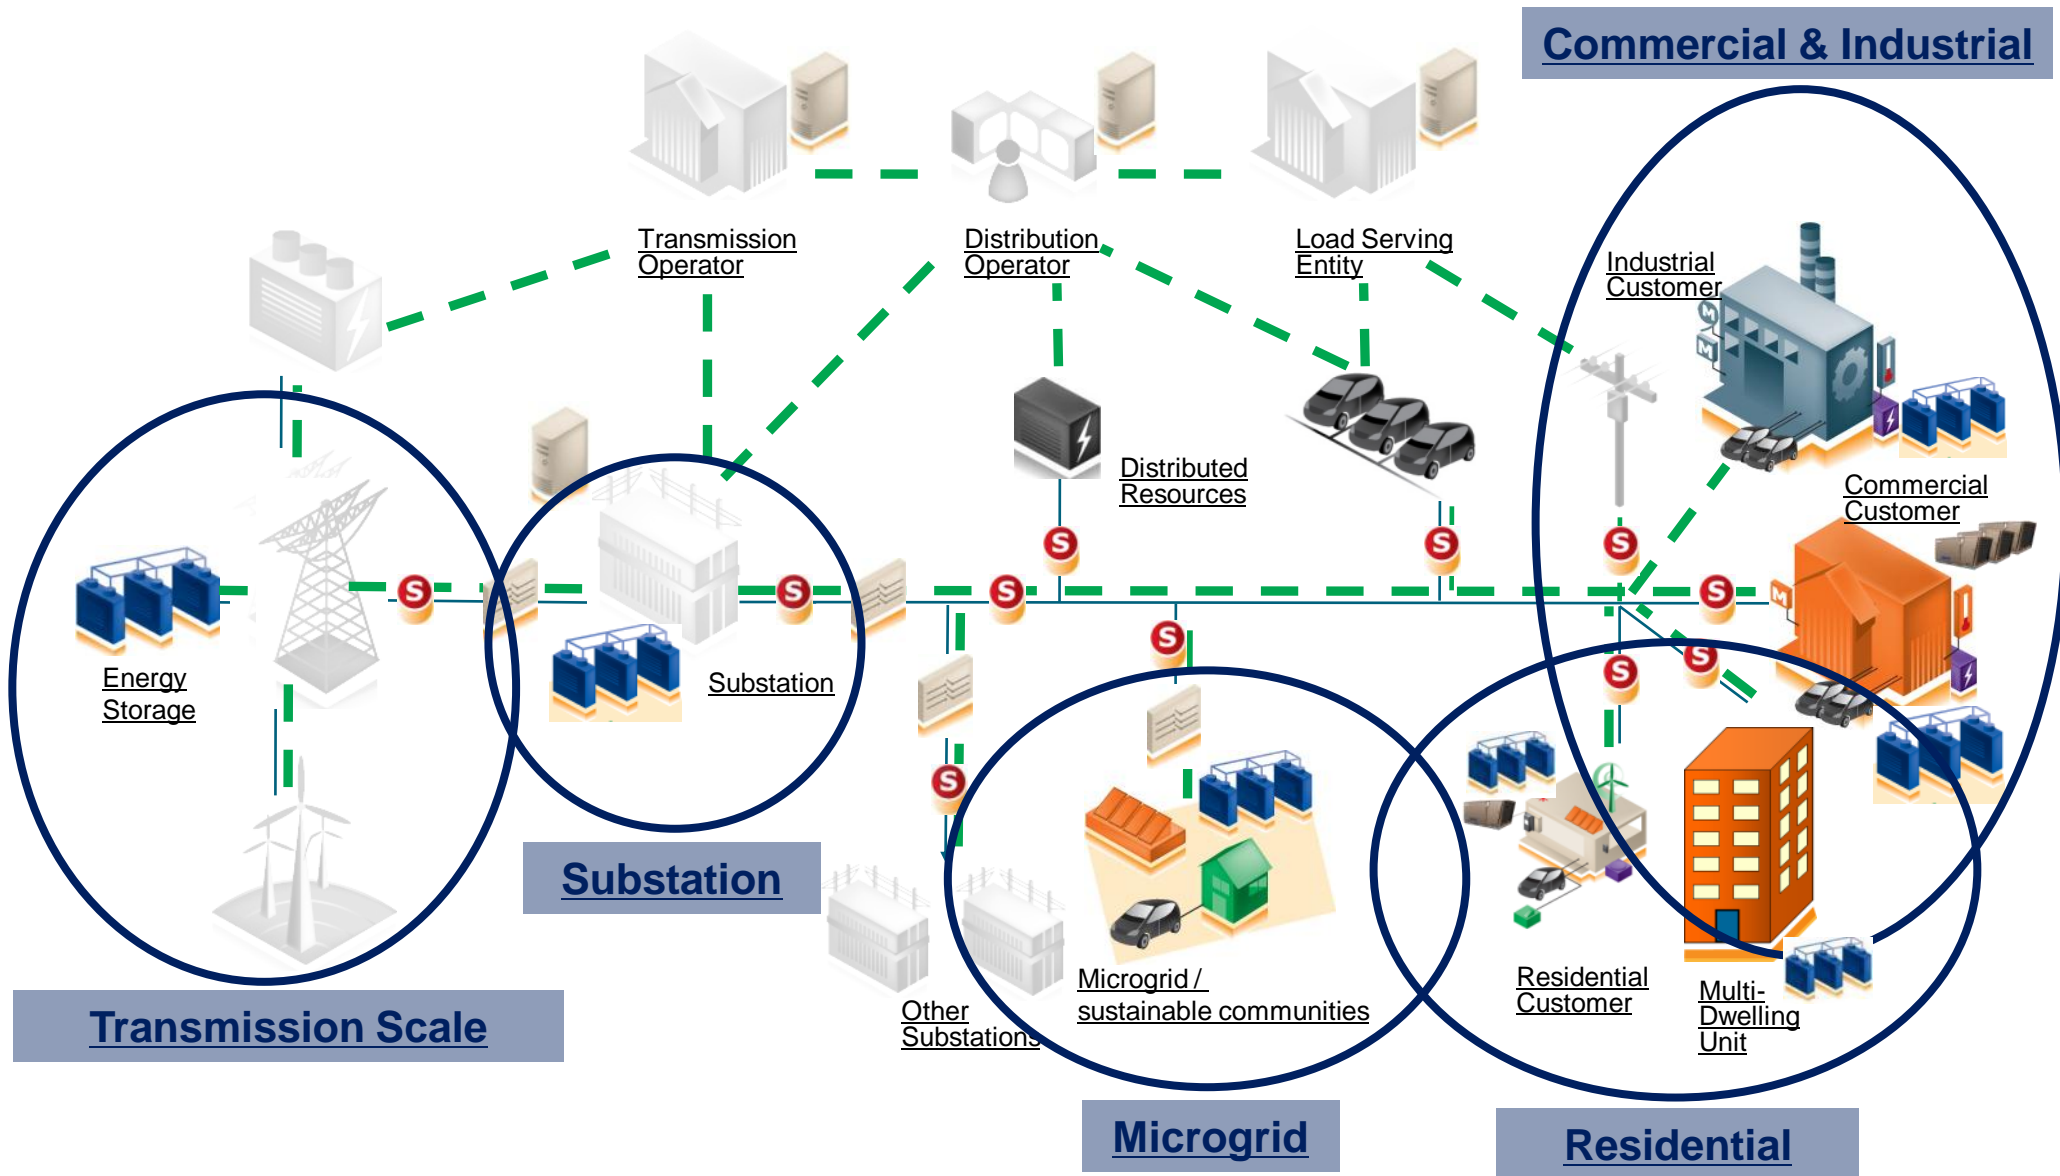 Commercial & Industrial
Transmission
Operator
Distribution
Operator
Load Serving
Entity
Industrial
Customer
M
M
Distributed
Resources
Commercial
Customer
S
S
S
S
S
S
S
M
Energy
Storage
Substation
S
S
S
S
Substation
Microgrid /
sustainable communities
Other
Substations
Residential
Customer
Multi-
Dwelling
Unit
Transmission Scale
Microgrid
Residential